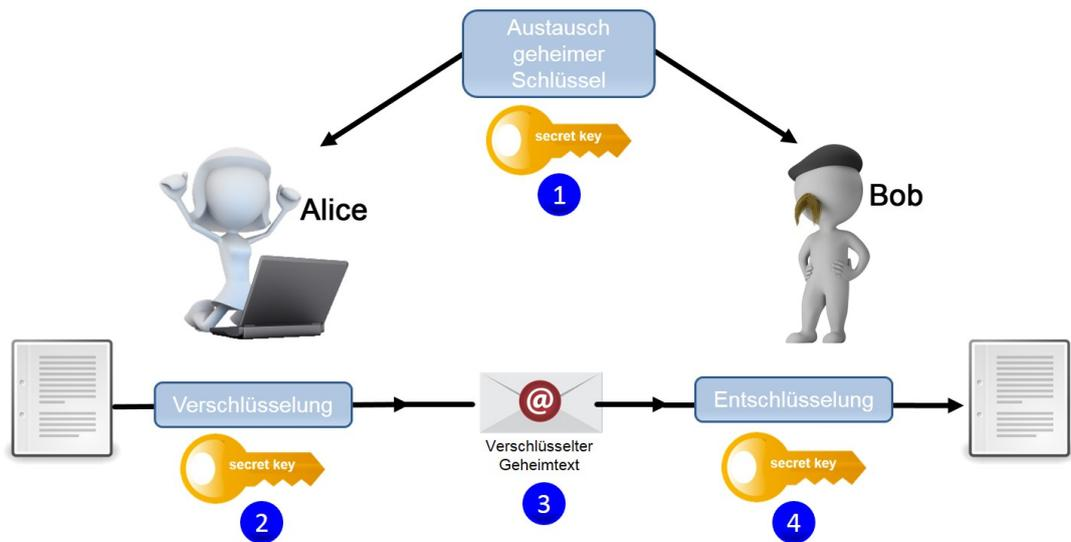 Austausch
geheimer
Schlüssel
secret key
1
Alice
Bob
Verschlüsselung
@
Entschlüsselung
Verschlüsselter
Geheimtext
secret key
secret key
2
3
4